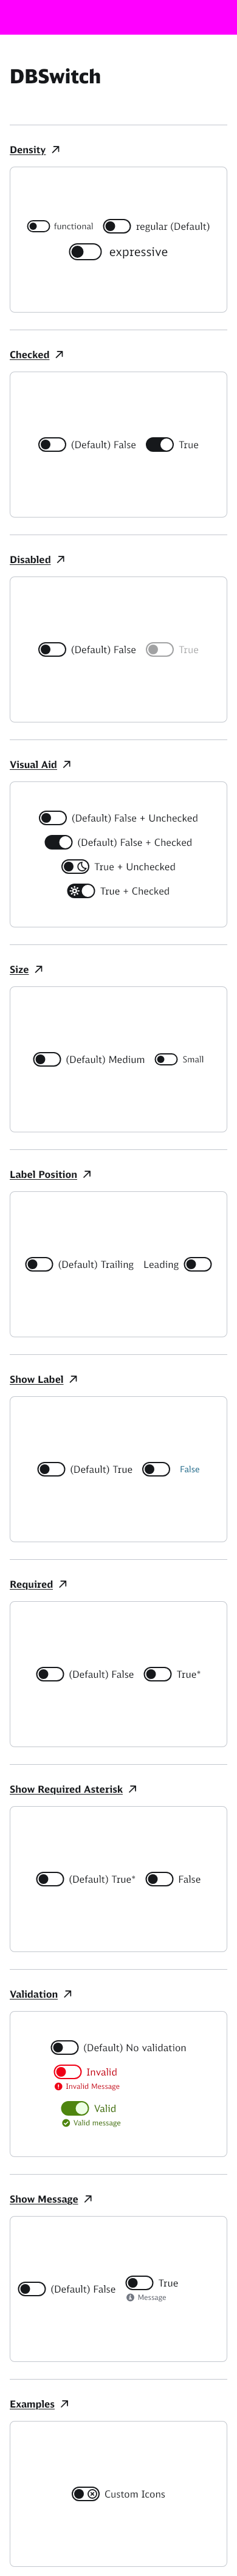 DBSwitch
Density
functional
regular (Default)
expressive
Checked
(Default) False
True
Disabled
(Default) False
True
Visual Aid
(Default) False + Unchecked
(Default) False + Checked
True + Unchecked
True + Checked
Size
(Default) Medium
Small
Label Position
(Default) Trailing
Leading
Show Label
(Default) True
False
Required
(Default) False
True*
Show Required Asterisk
(Default) True*
False
Validation
(Default) No validation
Invalid
Invalid Message
Valid
Valid message
Show Message
(Default) False
True
Message
Examples
Custom Icons